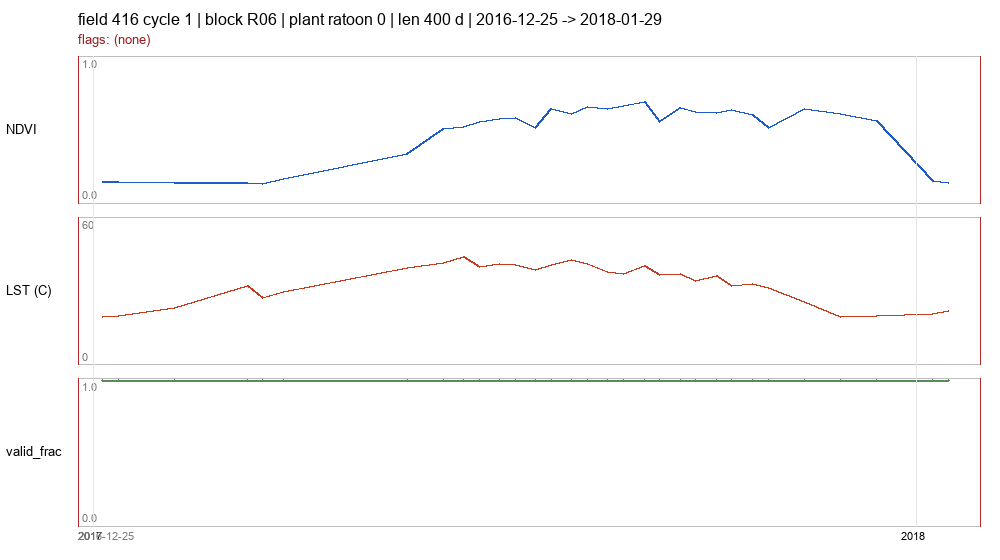 field 416 cycle 1 | block R06 | plant ratoon 0 | len 400 d | 2016-12-25 -> 2018-01-29
flags: (none)
1.0
NDVI
0.0
60
LST (C)
0
1.0
valid_frac
0.0
2016-12-25
2017
2018